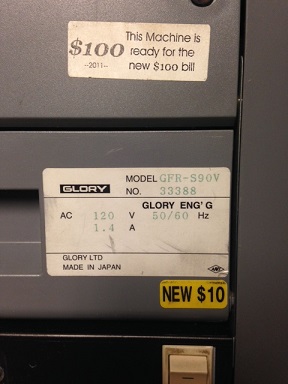 This Machine is
$100 ready for the
-2011- new $100 bill
MODEL GFR-S90V
GLORY NO. 33388
GLORY ENG'G
AC 120 V 50/60 Hz
1.4 A
GLORY LTD
MADE IN JAPAN
NEW $10